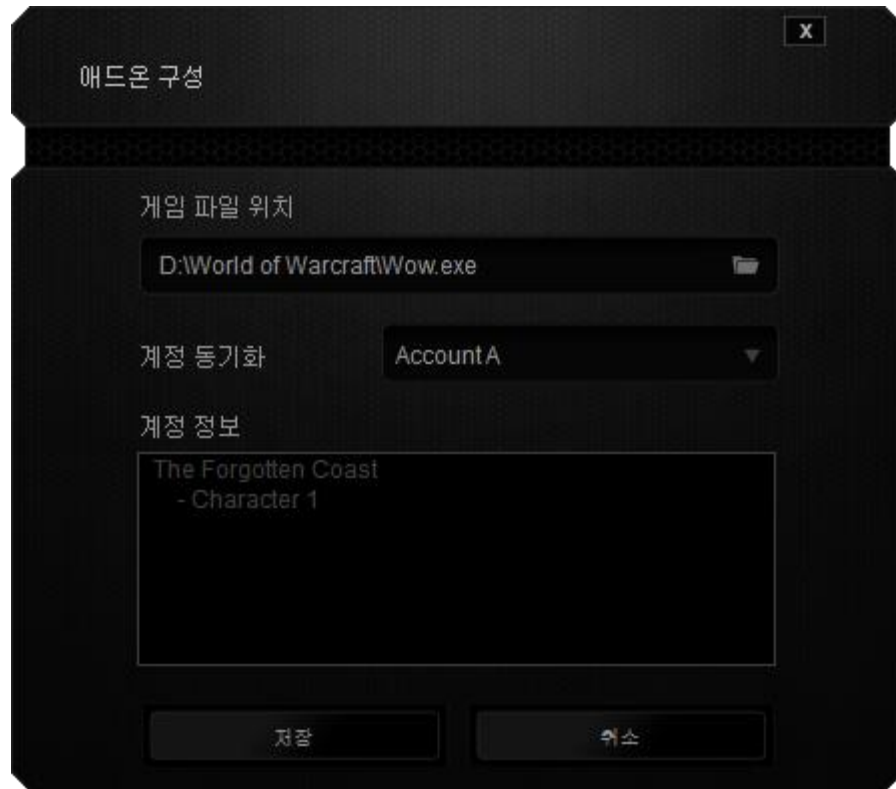 X
애드온 구성
게임 파일 위치
D:\World of Warcraft\Wow.exe
계정 동기화
Account A
계정 정보
The Forgotten Coast
- Character 1
저장
취소